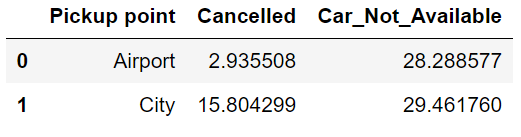 Pickup point Cancelled Car_Not_Available
0 Airport 2.935508 28.288577
1 City 15.804299 29.461760